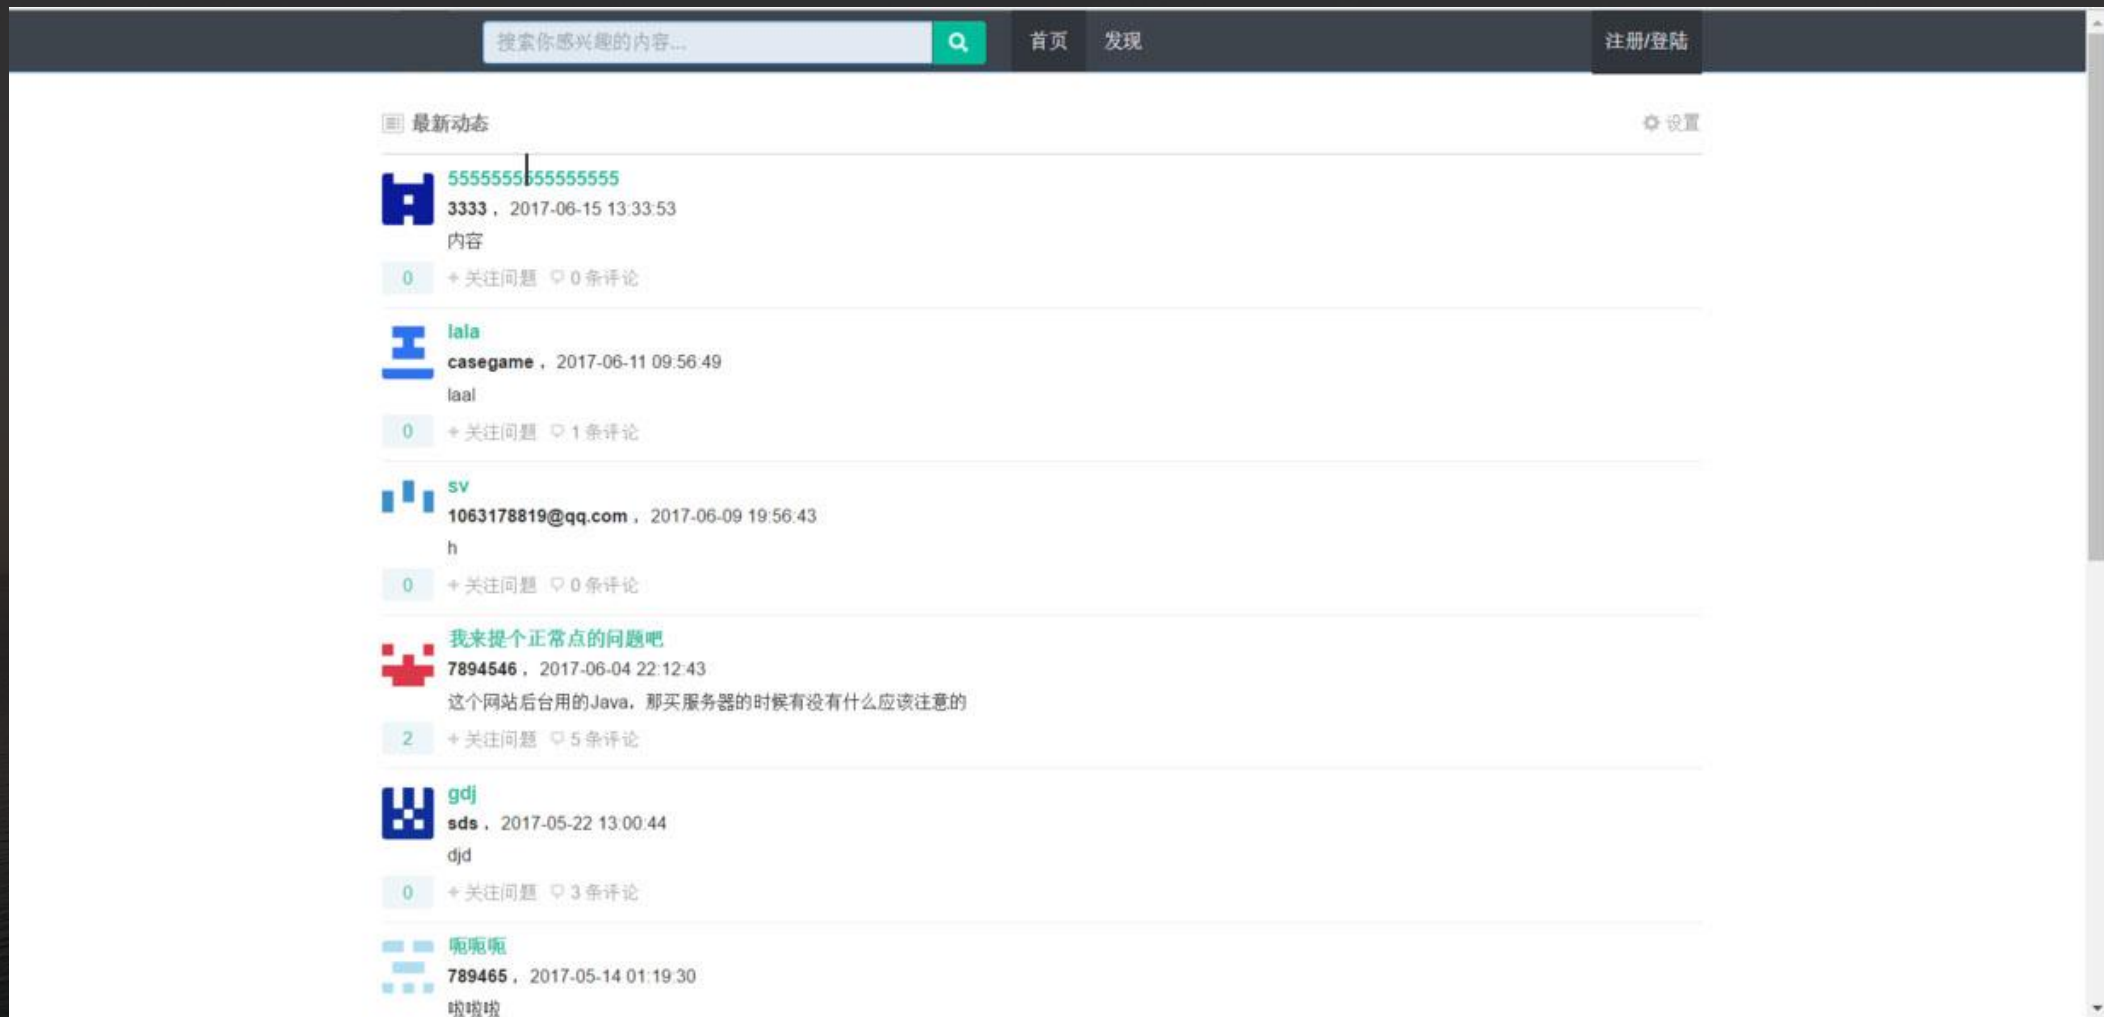 搜索你感兴趣的内容...
首页 发现 注册/登陆
最新动态 设置
5555555555555555
3333 , 2017-06-15 13:33:53
内容
0 + 关注问题 0 条评论
lala
casegame , 2017-06-11 09:56:49
laal
0 + 关注问题 1 条评论
sv
1063178819@qq.com , 2017-06-09 19:56:43
h
0 + 关注问题 0 条评论
我来提个正常点的问题吧
7894546 , 2017-06-04 22:12:43
这个网站后台用的Java，那买服务器的时候有没有什么应该注意的
2 + 关注问题 5 条评论
gdj
sds , 2017-05-22 13:00:44
djd
0 + 关注问题 3 条评论
呃呃呃
789465 , 2017-05-14 01:19:30
啦啦啦